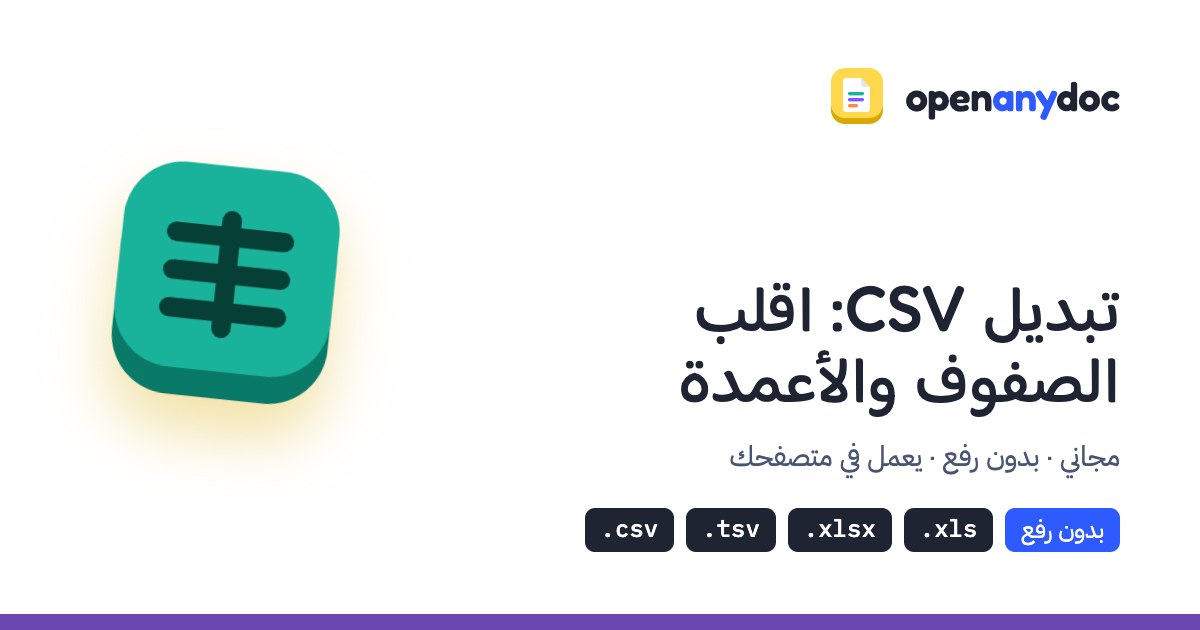 openanydoc
تبديل CSV: اقلب
الصفوف والأعمدة
مجاني · بدون رفع · يعمل في متصفحك
بدون رفع .xls .xlsx .tsv .csv